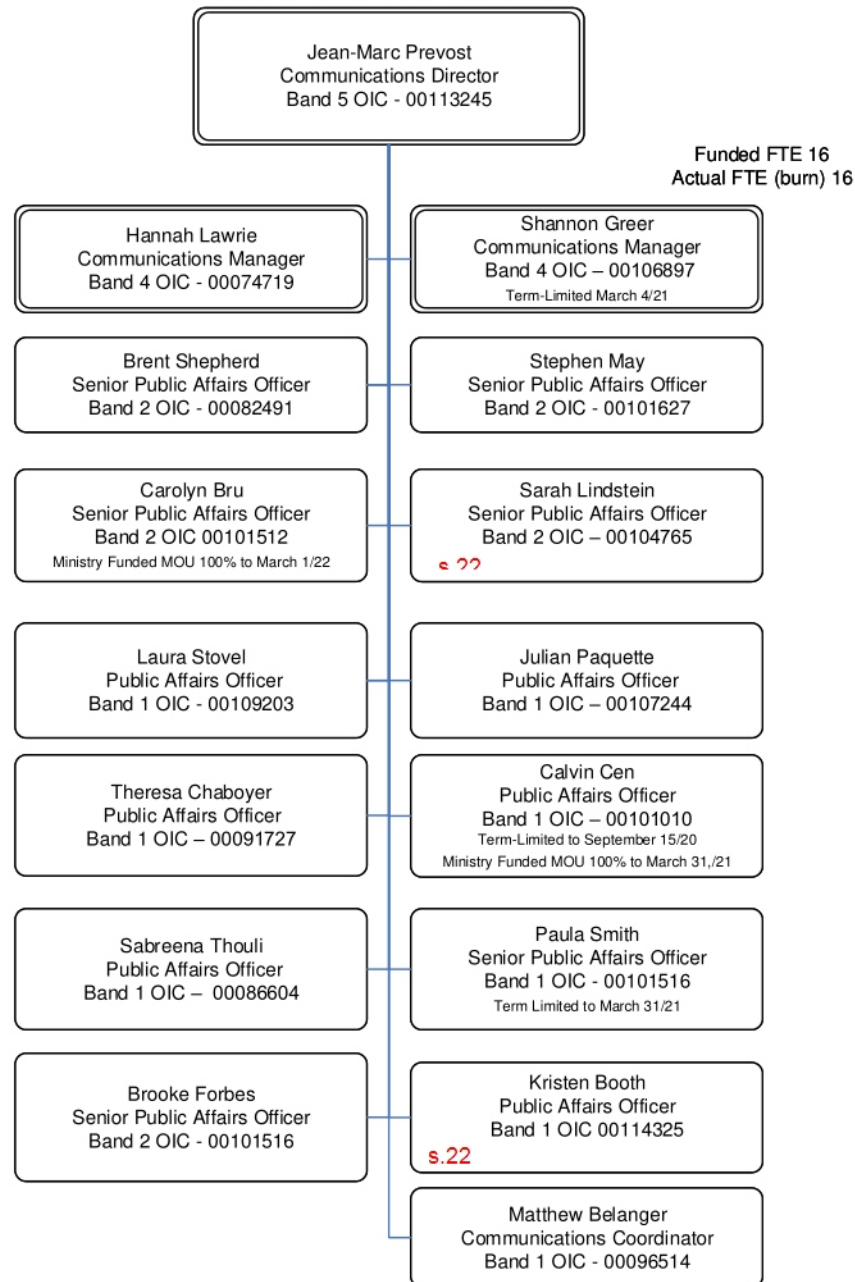 Jean-Marc Prevost
Communications Director
Band 5 OIC - 00113245
Funded FTE 16
Actual FTE (burn) 16
Hannah Lawrie
Communications Manager
Band 4 OIC - 00074719
Shannon Greer
Communications Manager
Band 4 OIC – 00106897
Term-Limited March 4/21
Brent Shepherd
Senior Public Affairs Officer
Band 2 OIC - 00082491
Stephen May
Senior Public Affairs Officer
Band 2 OIC - 00101627
Carolyn Bru
Senior Public Affairs Officer
Band 2 OIC 00101512
Ministry Funded MOU 100% to March 1/22
Sarah Lindstein
Senior Public Affairs Officer
Band 2 OIC – 00104765
s.22
Laura Stovel
Public Affairs Officer
Band 1 OIC - 00109203
Julian Paquette
Public Affairs Officer
Band 1 OIC – 00107244
Theresa Chaboyer
Public Affairs Officer
Band 1 OIC – 00091727
Calvin Cen
Public Affairs Officer
Band 1 OIC – 00101010
Term-Limited to September 15/20
Ministry Funded MOU 100% to March 31,/21
Sabreena Thouli
Public Affairs Officer
Band 1 OIC – 00086604
Paula Smith
Senior Public Affairs Officer
Band 1 OIC - 00101516
Term Limited to March 31/21
Brooke Forbes
Senior Public Affairs Officer
Band 2 OIC - 00101516
Kristen Booth
Public Affairs Officer
Band 1 OIC 00114325
s.22
Matthew Belanger
Communications Coordinator
Band 1 OIC - 00096514